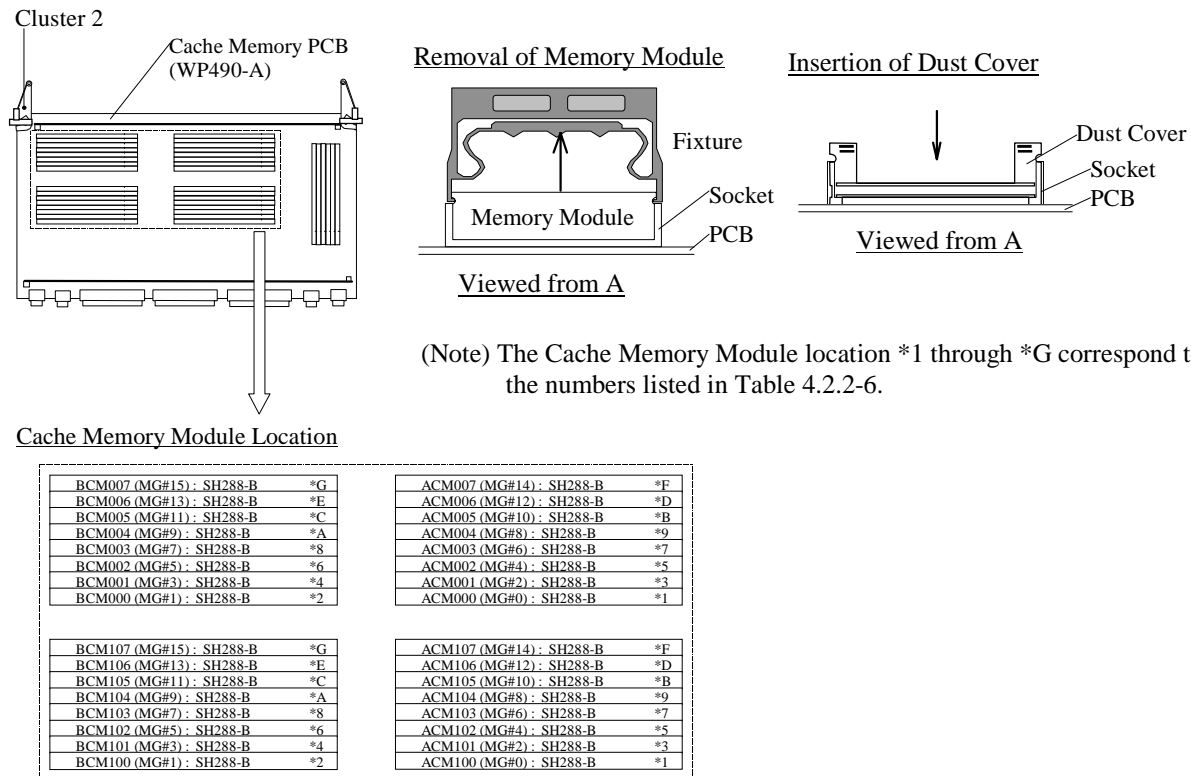 Cluster 2
Cache Memory PCB
(WP490-A)
Removal of Memory Module
Fixture
Socket
Memory Module
PCB
Viewed from A
Insertion of Dust Cover
Dust Cover
Socket
PCB
Viewed from A
(Note) The Cache Memory Module location *1 through *G correspond t
the numbers listed in Table 4.2.2-6.
Cache Memory Module Location
BCM007 (MG#15) : SH288-B *G
BCM006 (MG#13) : SH288-B *E
BCM005 (MG#11) : SH288-B *C
BCM004 (MG#9) : SH288-B *A
BCM003 (MG#7) : SH288-B *8
BCM002 (MG#5) : SH288-B *6
BCM001 (MG#3) : SH288-B *4
BCM000 (MG#1) : SH288-B *2
ACM007 (MG#14) : SH288-B *F
ACM006 (MG#12) : SH288-B *D
ACM005 (MG#10) : SH288-B *B
ACM004 (MG#8) : SH288-B *9
ACM003 (MG#6) : SH288-B *7
ACM002 (MG#4) : SH288-B *5
ACM001 (MG#2) : SH288-B *3
ACM000 (MG#0) : SH288-B *1
BCM107 (MG#15) : SH288-B *G
BCM106 (MG#13) : SH288-B *E
BCM105 (MG#11) : SH288-B *C
BCM104 (MG#9) : SH288-B *A
BCM103 (MG#7) : SH288-B *8
BCM102 (MG#5) : SH288-B *6
BCM101 (MG#3) : SH288-B *4
BCM100 (MG#1) : SH288-B *2
ACM107 (MG#14) : SH288-B *F
ACM106 (MG#12) : SH288-B *D
ACM105 (MG#10) : SH288-B *B
ACM104 (MG#8) : SH288-B *9
ACM103 (MG#6) : SH288-B *7
ACM102 (MG#4) : SH288-B *5
ACM101 (MG#2) : SH288-B *3
ACM100 (MG#0) : SH288-B *1